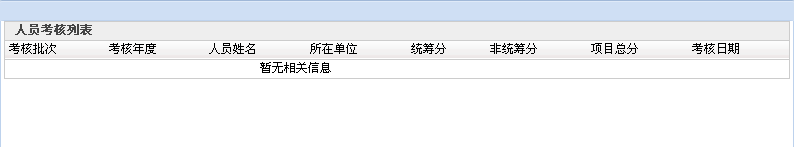 人员考核列表
考核批次 考核年度 人员姓名 所在单位 统筹分 非统筹分 项目总分 考核日期
暂无相关信息